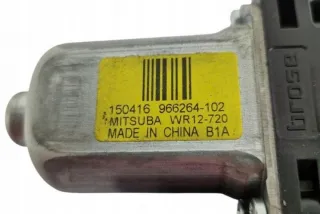 150416 966264-102
MITSUBA WR12-720
MADE IN CHINA B1A
brose